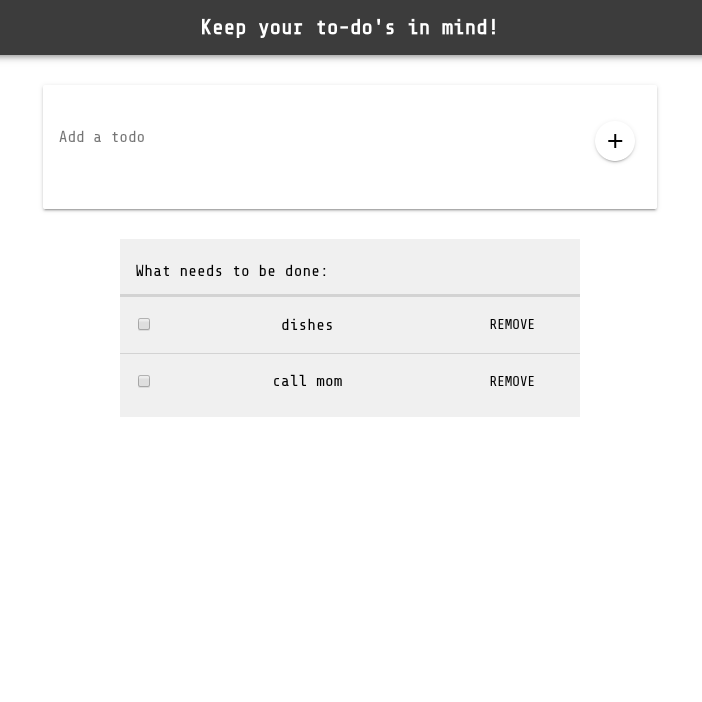 Keep your to-do's in mind!
Add a todo
+
What needs to be done:
dishes REMOVE
call mom REMOVE